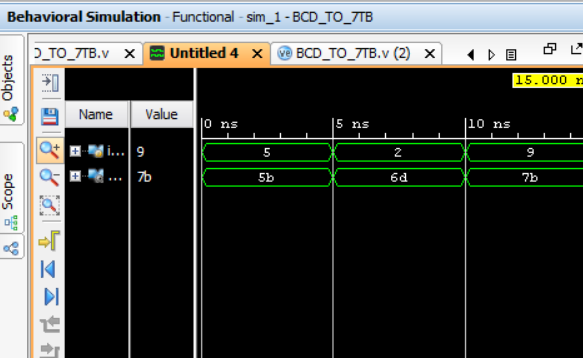 Behavioral Simulation - Functional - sim_1 - BCD_TO_7TB
Objects
Scope
D_TO_7TB.v
Untitled 4
BCD_TO_7TB.v (2)
15.000 n
Name
Value
0 ns
5 ns
10 ns
i...
9
5
2
9
...
7b
5b
6d
7b